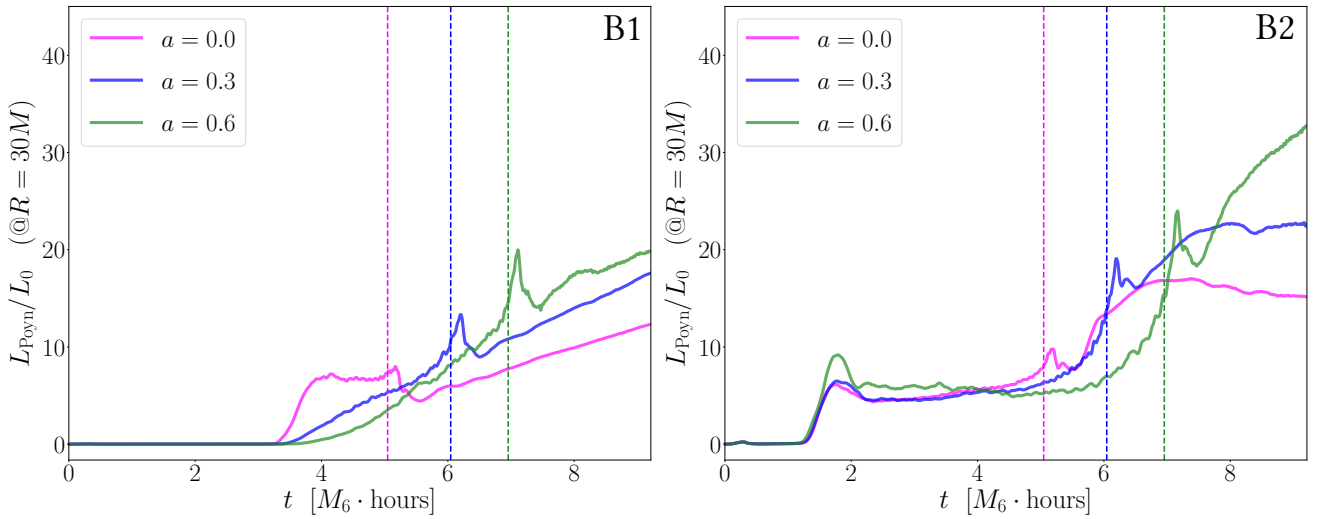 B1
a = 0.0
a = 0.3
a = 0.6
L_Poyn/L_0 (@R = 30M)
40
30
20
10
0
0 2 4 6 8
t [M_6 · hours]
B2
a = 0.0
a = 0.3
a = 0.6
L_Poyn/L_0 (@R = 30M)
40
30
20
10
0
0 2 4 6 8
t [M_6 · hours]